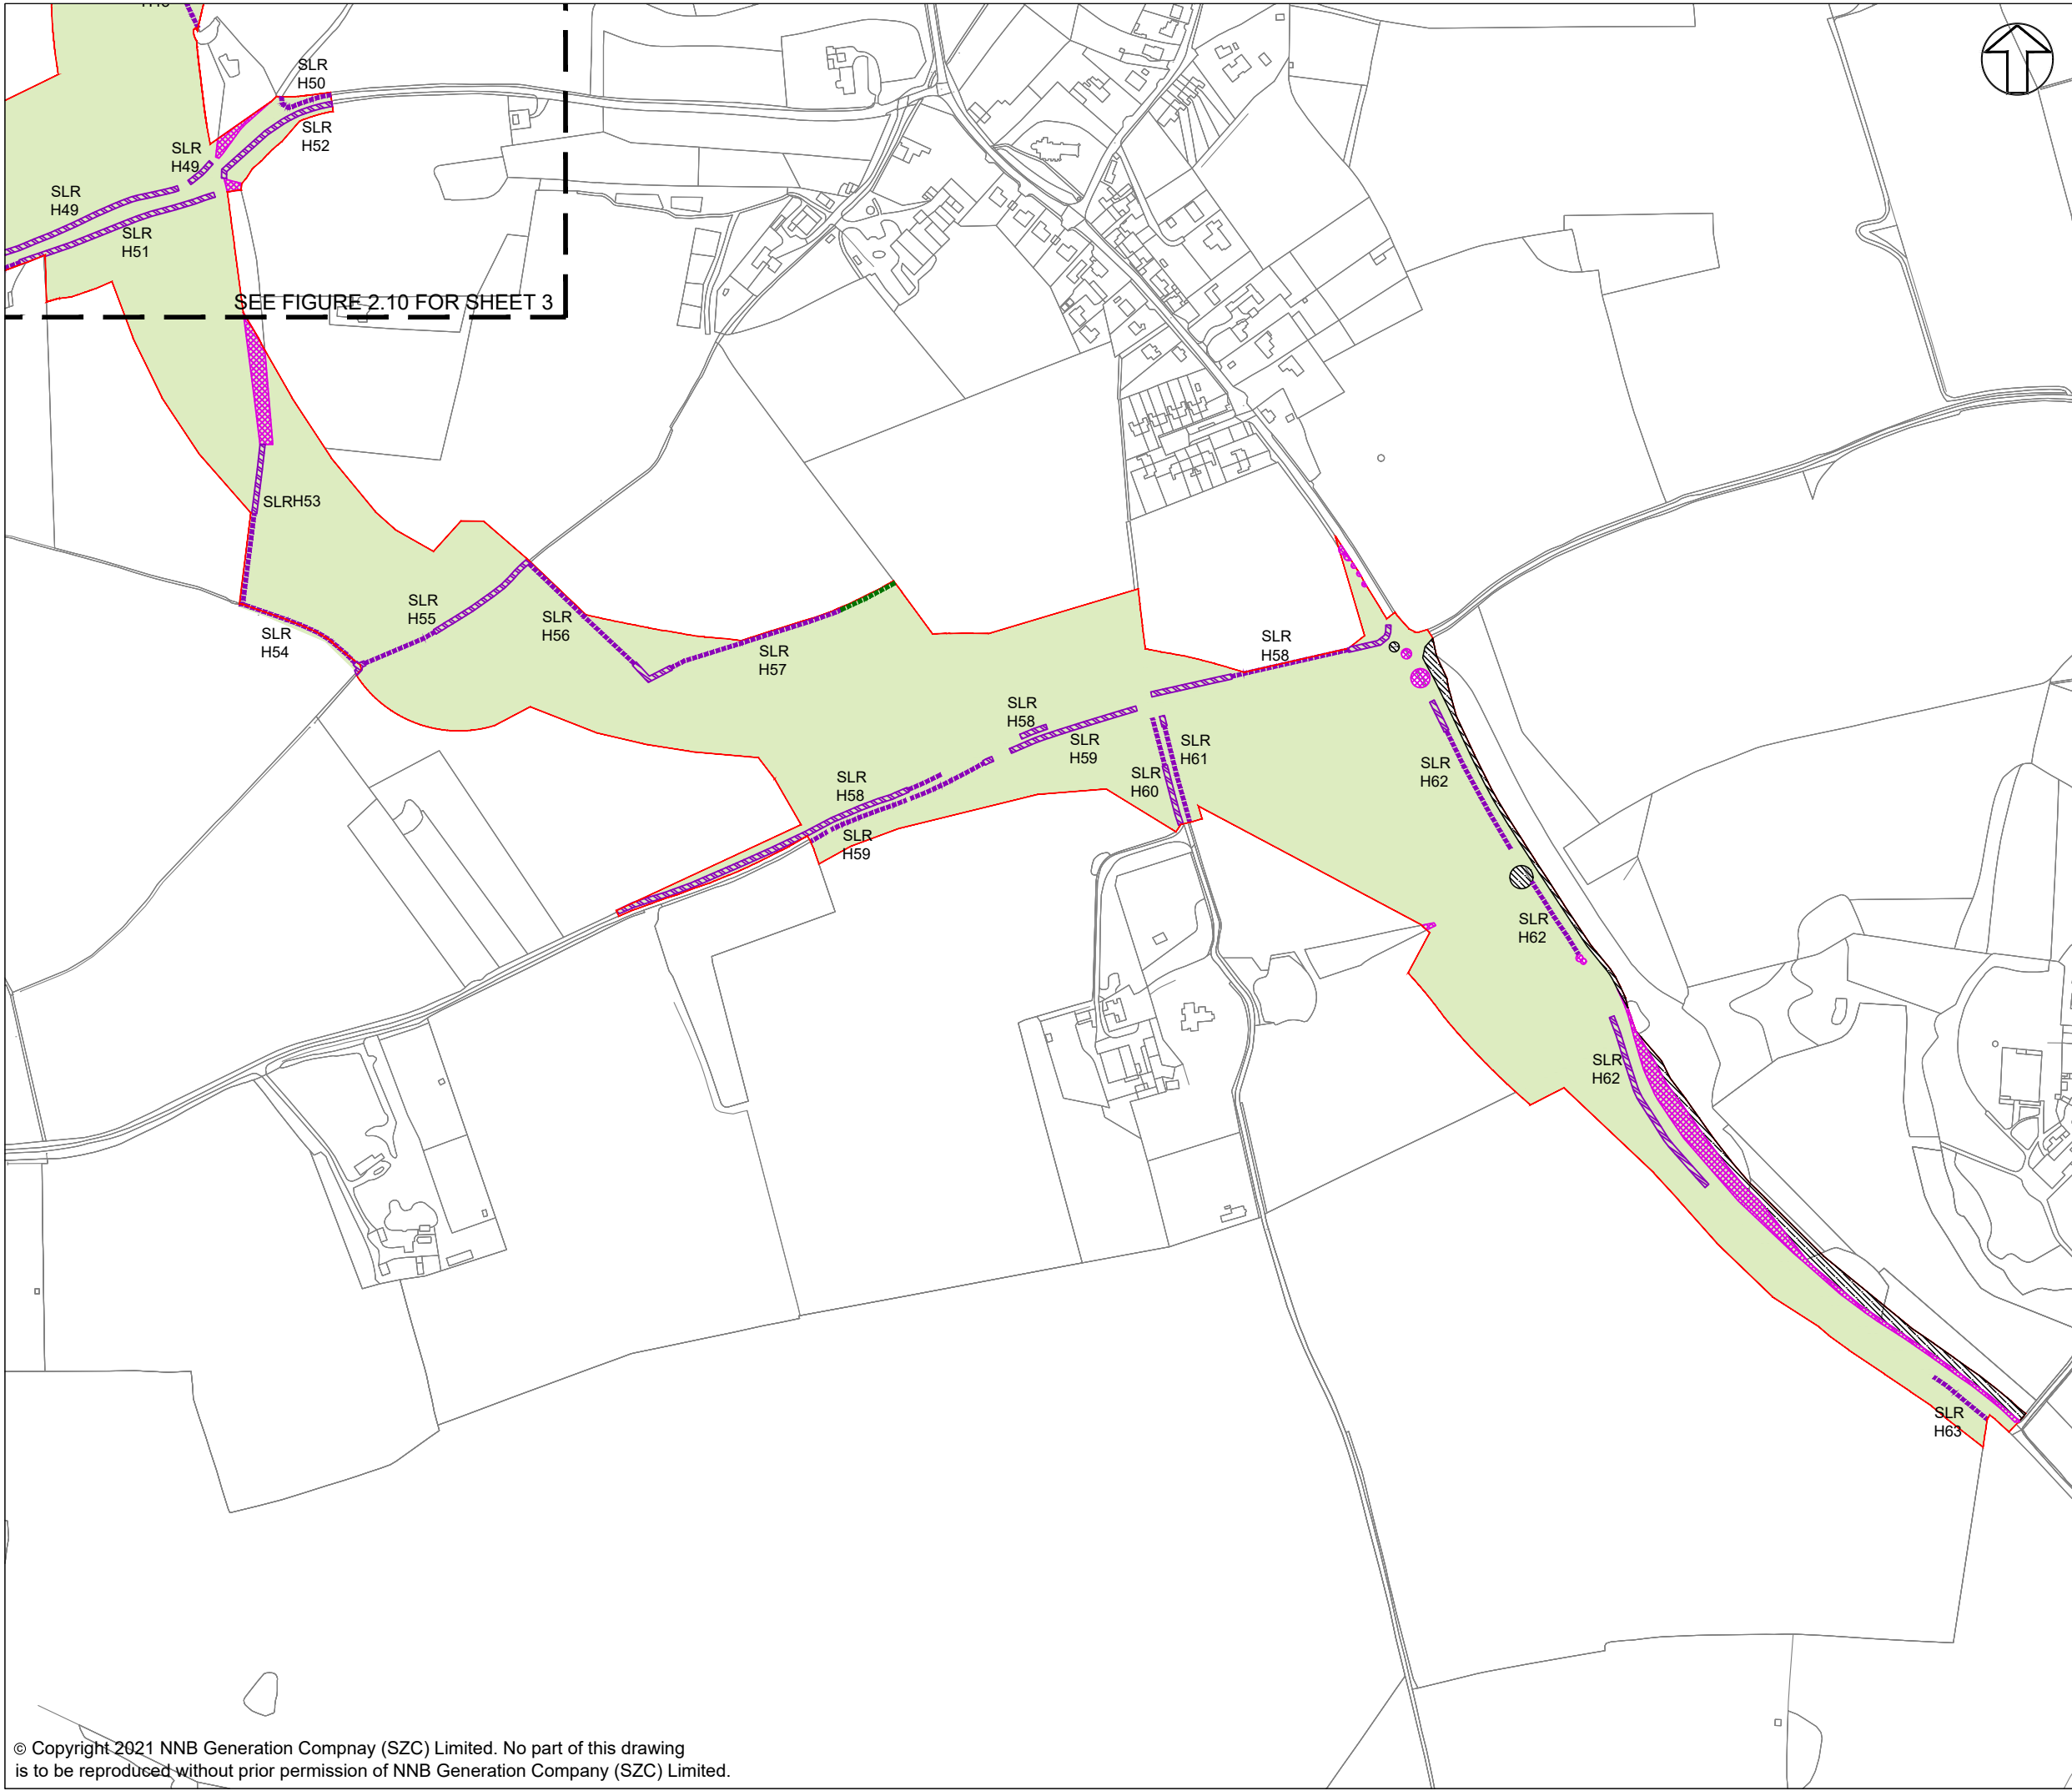 SLR
H50
SLR
H52
SLR
H49
SLR
H49
SLR
H51
SEE FIGURE 2.10 FOR SHEET 3
SLRH53
SLR
H54
SLR
H55
SLR
H56
SLR
H57
SLR
H58
SLR
H58
SLR
H59
SLR
H61
SLR
H60
SLR
H62
SLR
H58
SLR
H59
SLR
H62
SLR
H62
SLR
H63
© Copyright 2021 NNB Generation Compnay (SZC) Limited. No part of this drawing
is to be reproduced without prior permission of NNB Generation Company (SZC) Limited.